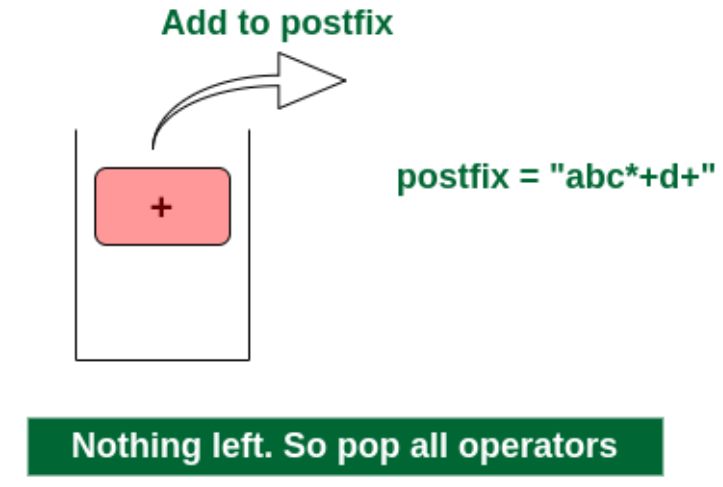 Add to postfix
+
postfix = "abc*+d+"
Nothing left. So pop all operators